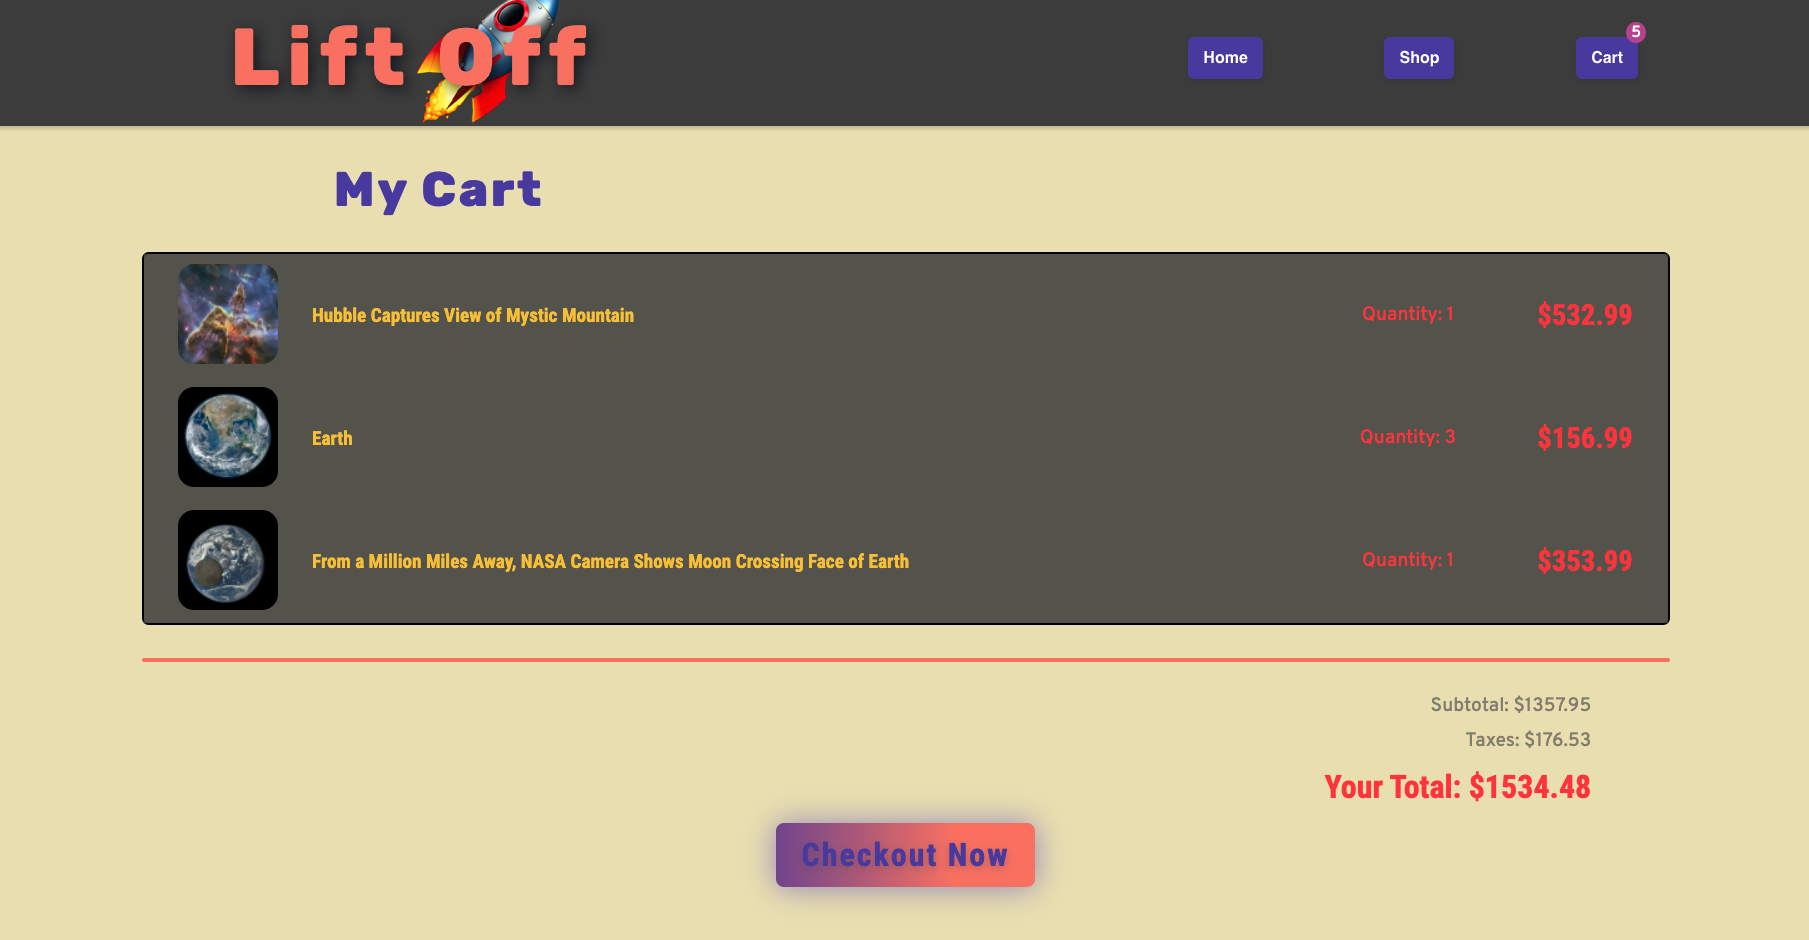 Lift Off
Home
Shop
Cart
5
My Cart
Hubble Captures View of Mystic Mountain
Quantity: 1
$532.99
Earth
Quantity: 3
$156.99
From a Million Miles Away, NASA Camera Shows Moon Crossing Face of Earth
Quantity: 1
$353.99
Subtotal: $1357.95
Taxes: $176.53
Your Total: $1534.48
Checkout Now